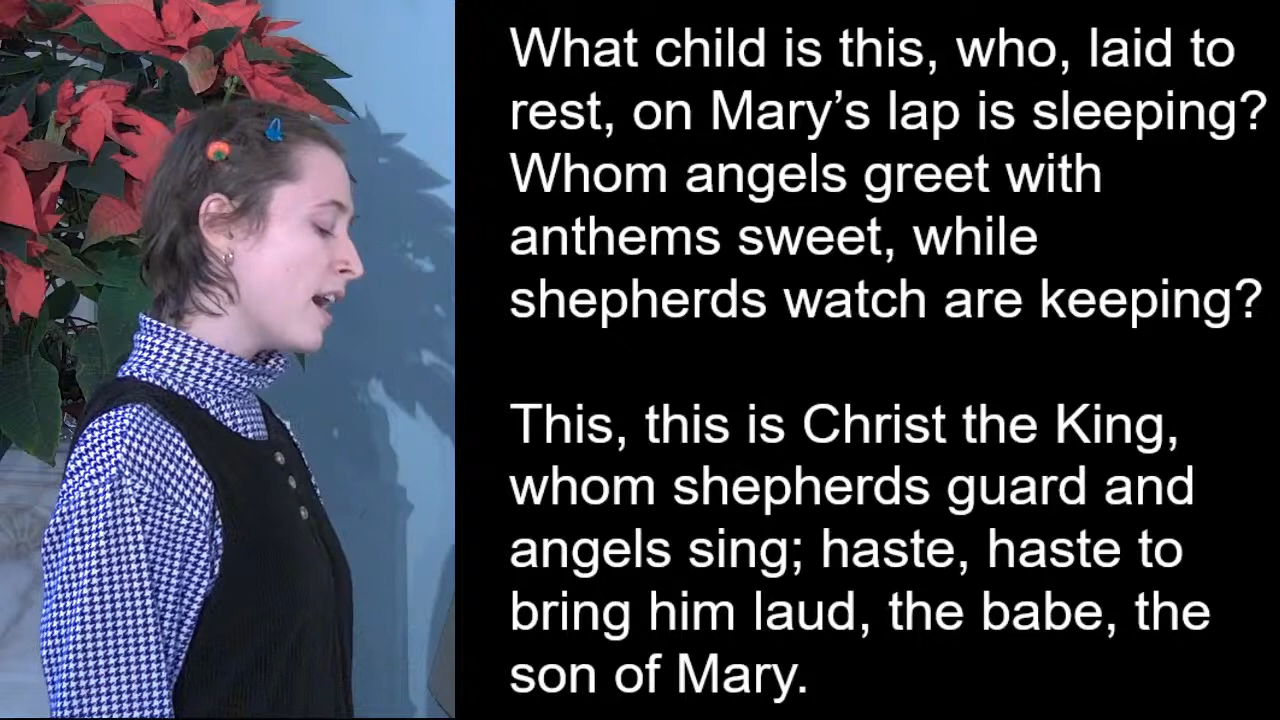 What child is this, who, laid to
rest, on Mary’s lap is sleeping?
Whom angels greet with
anthems sweet, while
shepherds watch are keeping?
This, this is Christ the King,
whom shepherds guard and
angels sing; haste, haste to
bring him laud, the babe, the
son of Mary.